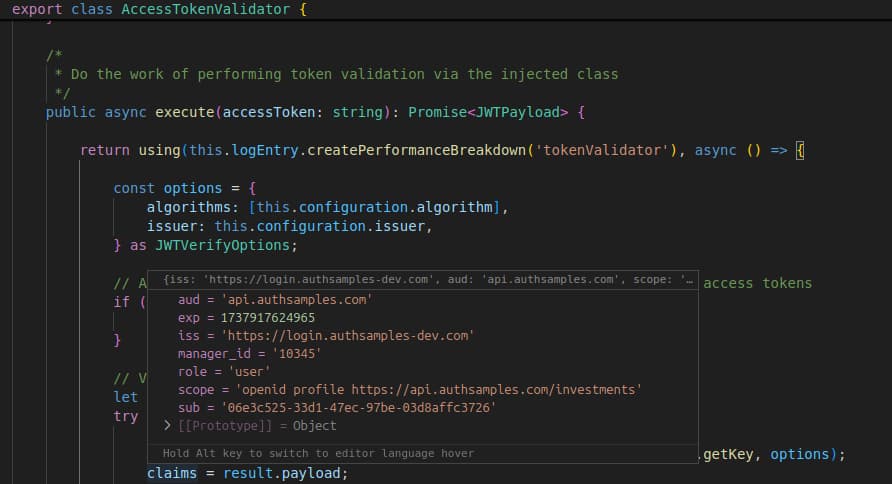 export class AccessTokenValidator {
}
/*
* Do the work of performing token validation via the injected class
*/
public async execute(accessToken: string): Promise<JWTPayload> {
return using(this.logEntry.createPerformanceBreakdown('tokenValidator'), async () => {
const options = {
algorithms: [this.configuration.algorithm],
issuer: this.configuration.issuer,
} as JWTVerifyOptions;
{iss: 'https://login.authsamples-dev.com', aud: 'api.authsamples.com', scope: '…
// A access tokens
aud = 'api.authsamples.com'
if (
exp = 1737917624965
iss = 'https://login.authsamples-dev.com'
}
manager_id = '10345'
role = 'user'
// V
scope = 'openid profile https://api.authsamples.com/investments'
let
sub = '06e3c525-33d1-47ec-97be-03d8affc3726'
try
[[Prototype]] = Object
Hold Alt key to switch to editor language hover
.getKey, options);
claims = result.payload;